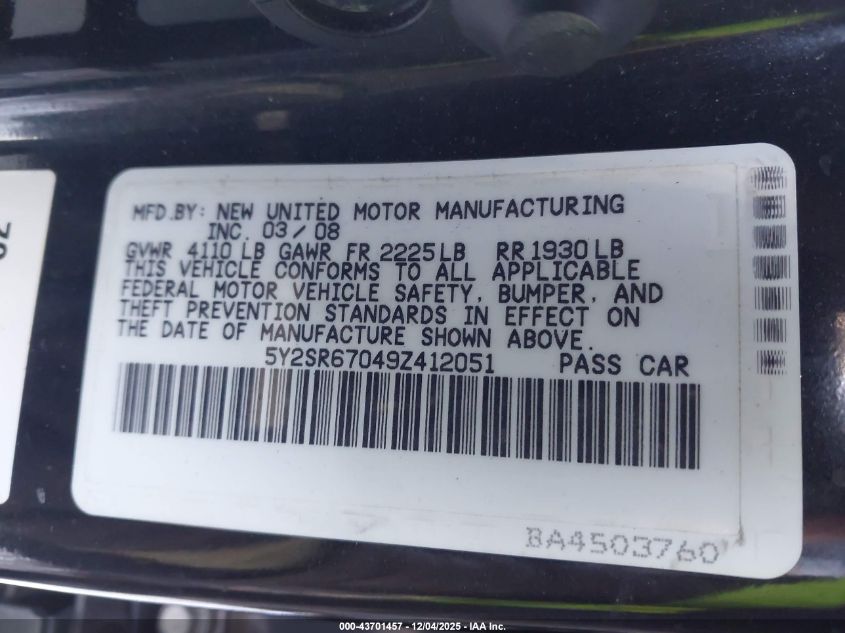 MFD.BY: NEW UNITED MOTOR MANUFACTURING
INC. 03/08
GVWR 4110 LB GAWR FR 2225 LB RR 1930 LB
THIS VEHICLE CONFORMS TO ALL APPLICABLE
FEDERAL MOTOR VEHICLE SAFETY, BUMPER, AND
THEFT PREVENTION STANDARDS IN EFFECT ON
THE DATE OF MANUFACTURE SHOWN ABOVE.
5Y2SR67049Z412051 PASS CAR
BA4503760
000-43701457 - 12/04/2025 - IAA Inc.